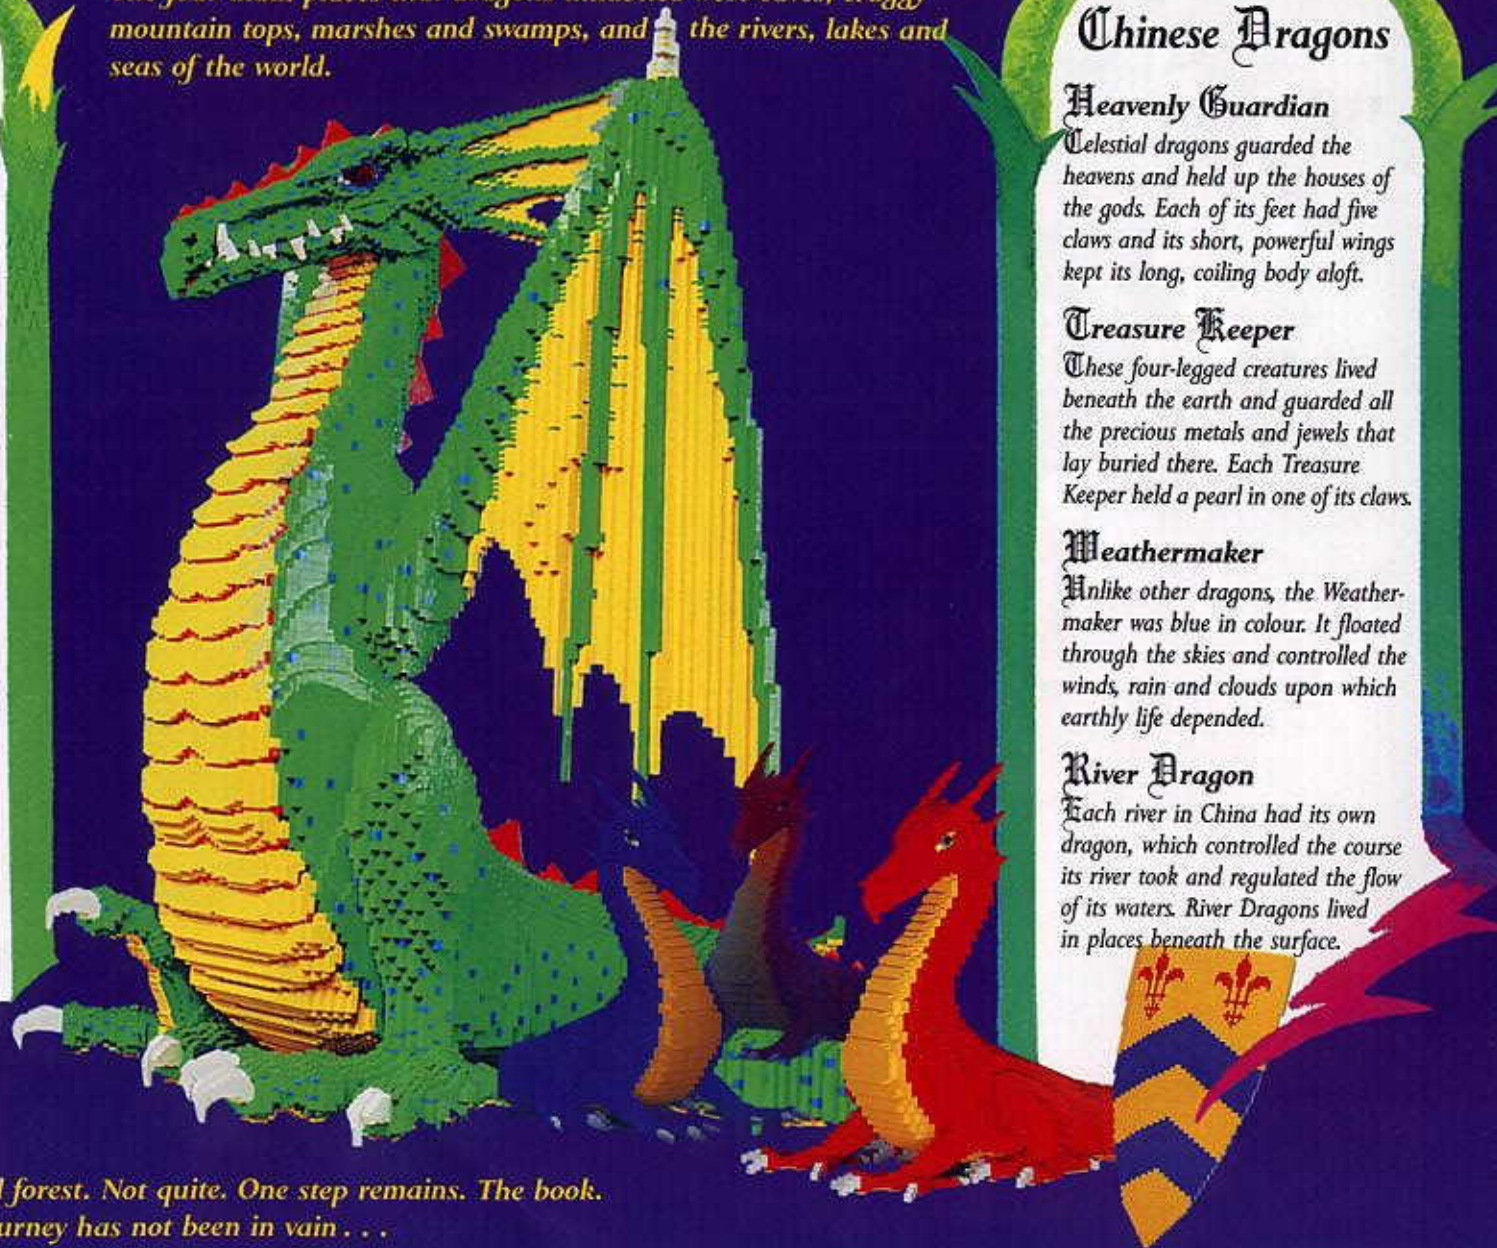 mountain tops, marshes and swamps, and the rivers, lakes and
seas of the world.
Chinese Dragons
Heavenly Guardian
Celestial dragons guarded the
heavens and held up the houses of
the gods. Each of its feet had five
claws and its short, powerful wings
kept its long, coiling body aloft.
Treasure Keeper
These four-legged creatures lived
beneath the earth and guarded all
the precious metals and jewels that
lay buried there. Each Treasure
Keeper held a pearl in one of its claws.
Weathermaker
Unlike other dragons, the Weather-
maker was blue in colour. It floated
through the skies and controlled the
winds, rain and clouds upon which
earthly life depended.
River Dragon
Each river in China had its own
dragon, which controlled the course
its river took and regulated the flow
of its waters. River Dragons lived
in places beneath the surface.
forest. Not quite. One step remains. The book.
urney has not been in vain . . .